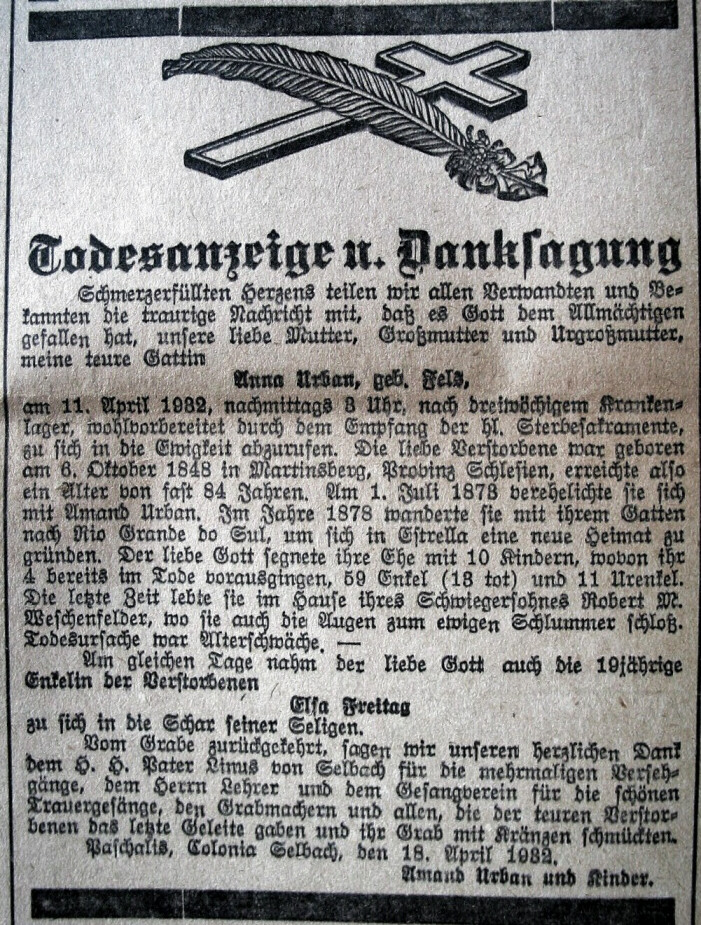 Todesanzeige u. Danksagung
Schmerzerfüllten Herzens teilen wir allen Verwandten und Be-
kannten die traurige Nachricht mit, daß es Gott dem Allmächtigen
gefallen hat, unsere liebe Mutter, Großmutter und Urgroßmutter,
meine teure Gattin
Anna Urban, geb. Fels,
am 11. April 1932, nachmittags 3 Uhr, nach dreiwöchigem Kranken-
lager, wohlvorbereitet durch dem Empfang der hl. Sterbesakramente,
zu sich in die Ewigkeit abzurufen. Die liebe Verstorbene war geboren
am 6. Oktober 1848 in Martinsberg, Provinz Schlesien, erreichte also
ein Alter von fast 84 Jahren. Am 1. Juli 1873 verehelichte sie sich
mit Amand Urban. Im Jahre 1878 wanderte sie mit ihrem Gatten
nach Rio Grande do Sul, um sich in Estrella eine neue Heimat zu
gründen. Der liebe Gott segnete ihre Ehe mit 10 Kindern, wovon ihr
4 bereits im Tode vorausgingen, 59 Enkel (13 tot) und 11 Urenkel.
Die letzte Zeit lebte sie im Hause ihres Schwiegersohnes Robert M.
Weschenfelder, wo sie auch die Augen zum ewigen Schlummer schloß.
Todesursache war Altersschwäche. —
Am gleichen Tage nahm der liebe Gott auch die 19jährige
Enkelin der Verstorbenen
Elsa Freitag
zu sich in die Schar seiner Seligen.
Vom Grabe zurückgekehrt, sagen wir unseren herzlichen Dank
dem H. H. Pater Linus von Selbach für die mehrmaligen Verseh-
gänge, dem Herrn Lehrer und dem Gesangverein für die schönen
Trauergesänge, den Grabmachern und allen, die der teuren Verstor-
benen das letzte Geleite gaben und ihr Grab mit Kränzen schmückten.
Paschalis, Colonia Selbach, den 18. April 1932.
Amand Urban und Kinder.